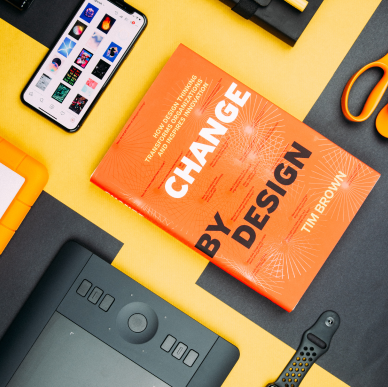 HOW DESIGN THINKING
TRANSFORMS ORGANIZATIONS
AND INSPIRES INNOVATION
CHANGE
BY
DESIGN
TIM BROWN